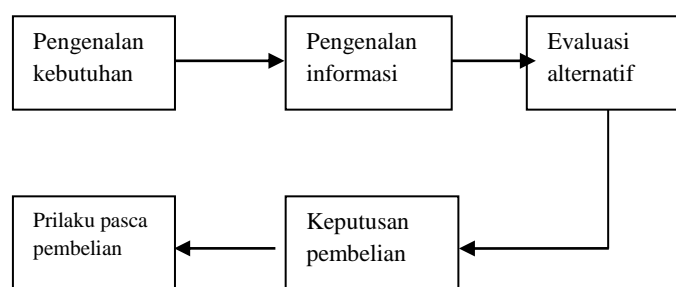 Pengenalan
kebutuhan
Pengenalan
informasi
Evaluasi
alternatif
Prilaku pasca
pembelian
Keputusan
pembelian